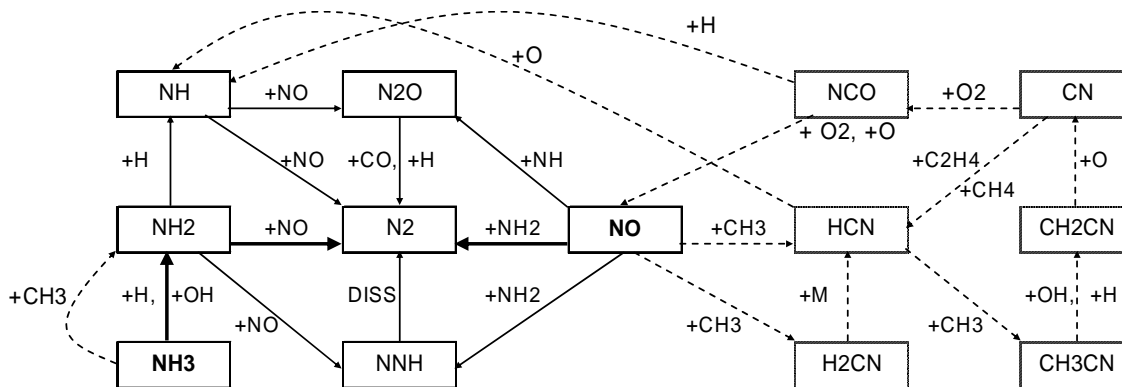 +H
+O
NH
+NO
N2O
NCO
+O2
CN
+ O2, +O
+H
+NO
+CO, +H
+NH
+C2H4
+O
+CH4
NH2
+NO
N2
+NH2
NO
+CH3
HCN
CH2CN
+CH3
+H, +OH
+NO
DISS
+NH2
+CH3
+M
+CH3
+OH, +H
NH3
NNH
H2CN
CH3CN